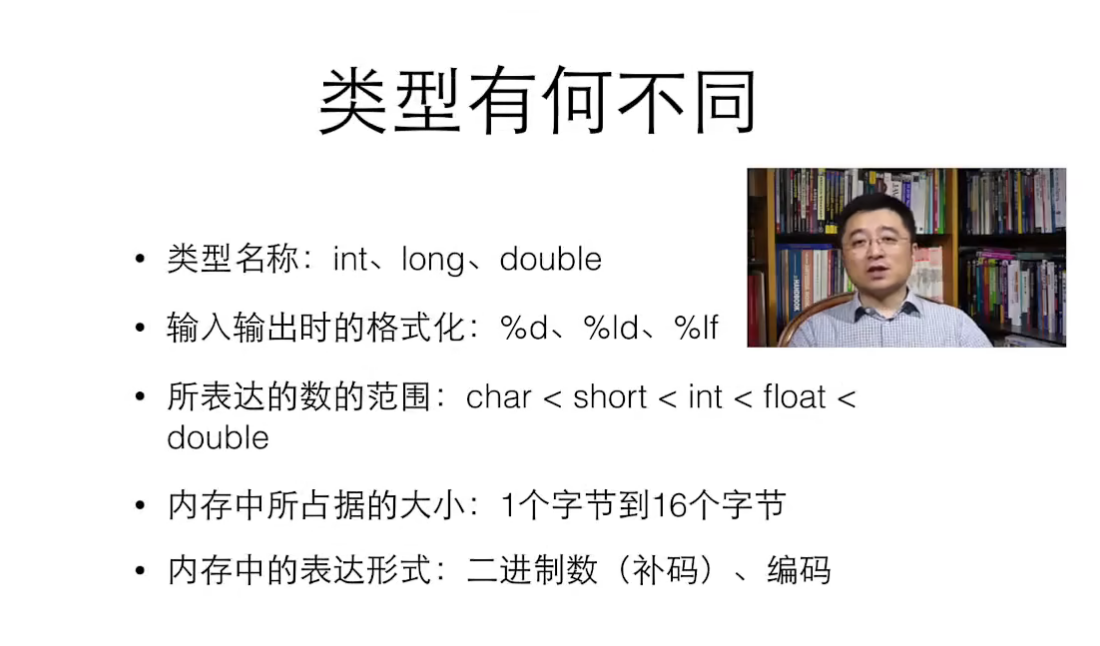 类型有何不同
• 类型名称：int、long、double
• 输入输出时的格式化：%d、%ld、%lf
• 所表达的数的范围：char < short < int < float <
double
• 内存中所占据的大小：1个字节到16个字节
• 内存中的表达形式：二进制数（补码）、编码